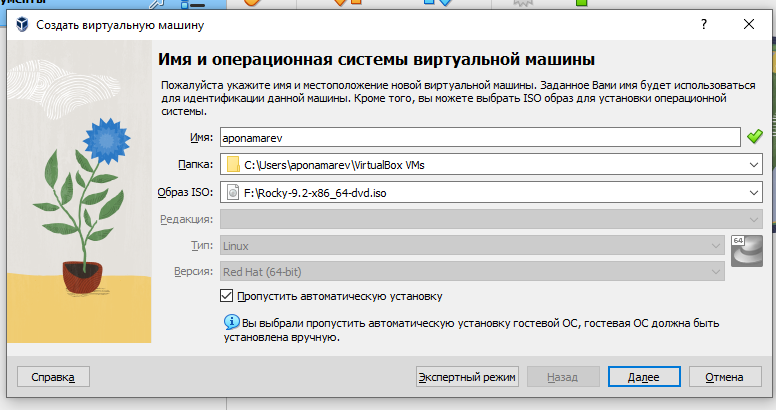 Создать виртуальную машину
Имя и операционная системы виртуальной машины
Пожалуйста укажите имя и местоположение новой виртуальной машины. Заданное Вами имя будет использоваться
для идентификации данной машины. Кроме того, вы можете выбрать ISO образ для установки операционной
системы.
Имя: aponamarev
Папка: C:\Users\aponamarev\VirtualBox VMs
Образ ISO: F:\Rocky-9.2-x86_64-dvd.iso
Редакция:
Тип: Linux
64
Версия: Red Hat (64-bit)
Пропустить автоматическую установку
Вы выбрали пропустить автоматическую установку гостевой ОС, гостевая ОС должна быть
установлена вручную.
Справка Экспертный режим Назад Далее Отмена